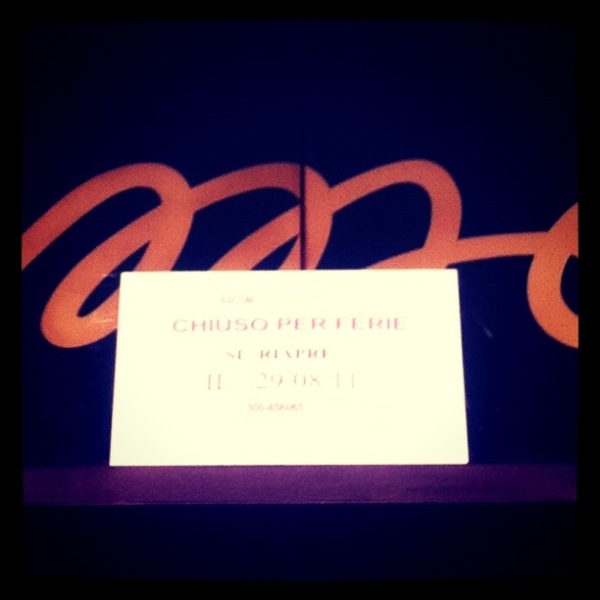 CHIUSO PER FERIE
SI RIAPRE
IL 29/08/11